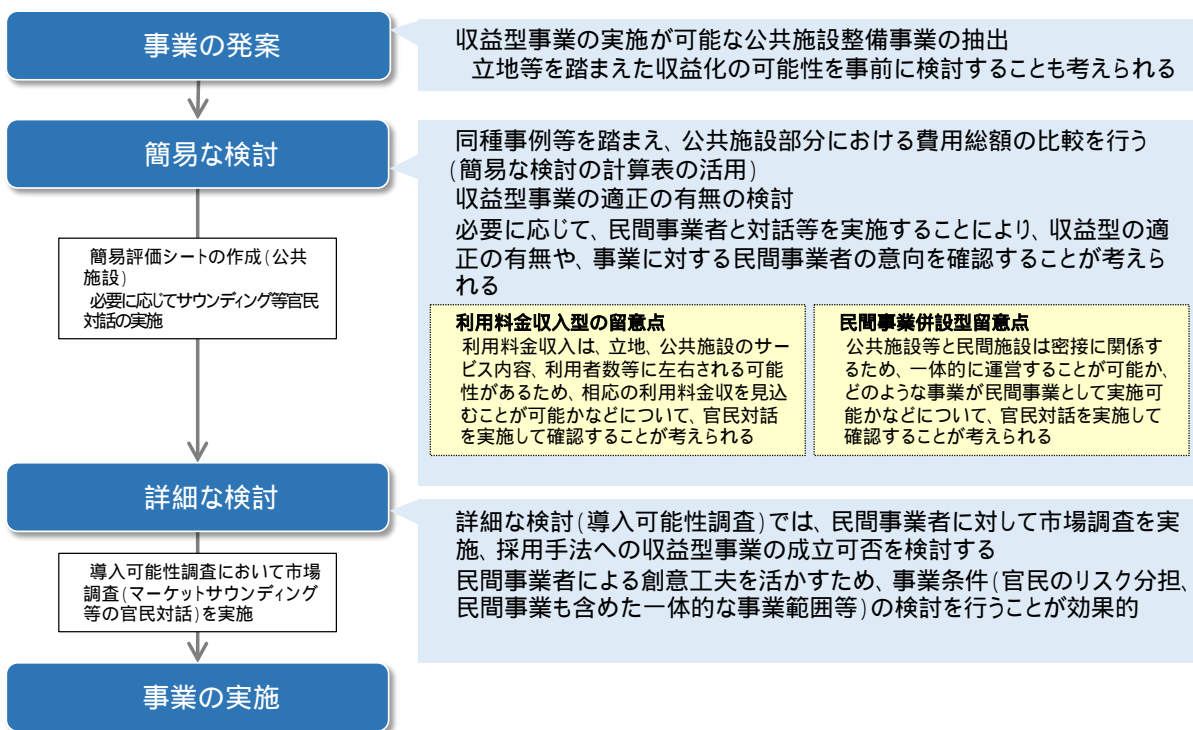 事業の発案
収益型事業の実施が可能な公共施設整備事業の抽出
立地等を踏まえた収益化の可能性を事前に検討することも考えられる
簡易な検討
同種事例等を踏まえ、公共施設部分における費用総額の比較を行う
(簡易な検討の計算表の活用)
収益型事業の適正の有無の検討
必要に応じて、民間事業者と対話等を実施することにより、収益型の適
正の有無や、事業に対する民間事業者の意向を確認することが考えら
れる
簡易評価シートの作成(公共
施設)
必要に応じてサウンディング等官民
対話の実施
利用料金収入型の留意点
利用料金収入は、立地、公共施設のサー
ビス内容、利用者数等に左右される可能
性があるため、相応の利用料金収を見込
むことが可能かなどについて、官民対話
を実施して確認することが考えられる
民間事業併設型留意点
公共施設等と民間施設は密接に関係す
るため、一体的に運営することが可能か、
どのような事業が民間事業として実施可
能かなどについて、官民対話を実施して
確認することが考えられる
詳細な検討
詳細な検討(導入可能性調査)では、民間事業者に対して市場調査を実
施、採用手法への収益型事業の成立可否を検討する
民間事業者による創意工夫を活かすため、事業条件(官民のリスク分担、
民間事業も含めた一体的な事業範囲等)の検討を行うことが効果的
導入可能性調査において市場
調査(マーケットサウンディング
等の官民対話)を実施
事業の実施